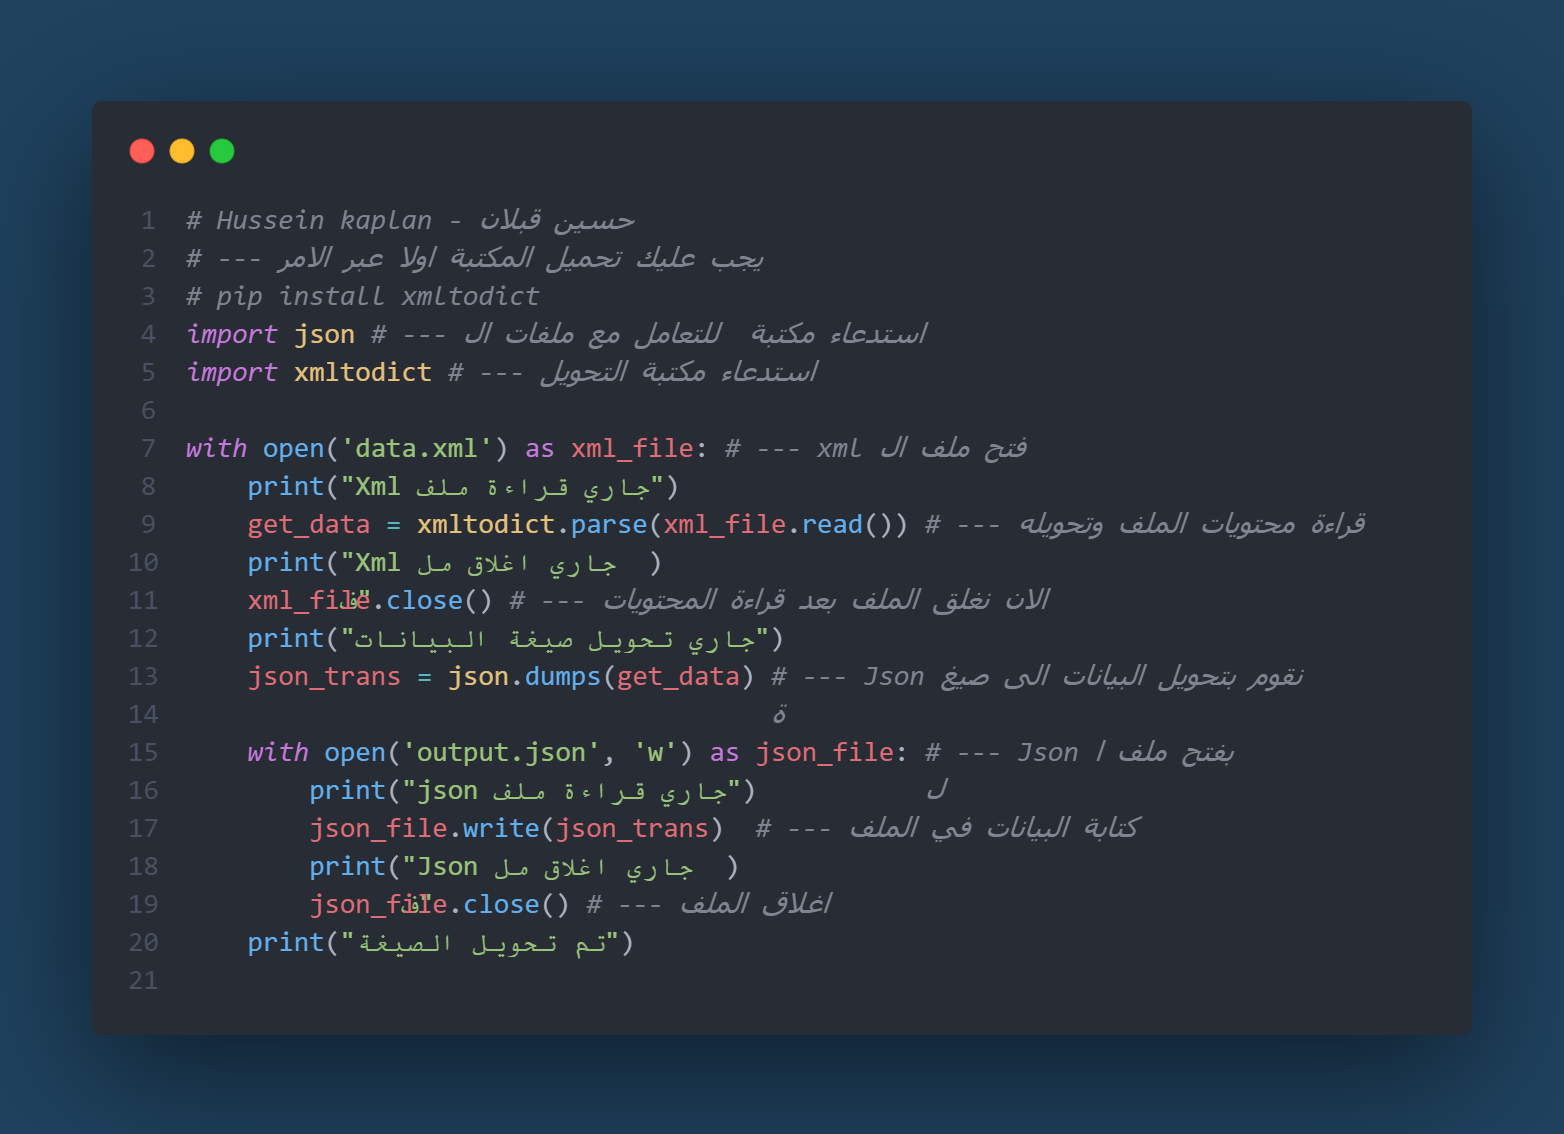 1 # Hussein kaplan - حسين قبلان
2 # --- يجب عليك تحميل المكتبة اولا عبر الامر
3 # pip install xmltodict
4 import json # --- استدعاء مكتبة  للتعامل مع ملفات ال
5 import xmltodict # --- استدعاء مكتبة التحويل
6
7 with open('data.xml') as xml_file: # --- xml فتح ملف ال
8     print("Xml جاري قراءة ملف")
9     get_data = xmltodict.parse(xml_file.read()) # --- قراءة محتويات الملف وتحويله
10     print("Xml جاري اغلاق ملف")
11     xml_file.close() # --- الان نغلق الملف بعد قراءة المحتويات
12     print("جاري تحويل صيغة البيانات")
13     json_trans = json.dumps(get_data) # --- Json نقوم بتحويل البيانات الى صيغ
14 ة
15     with open('output.json', 'w') as json_file: # --- Json بفتح ملف ا
16         print("json جاري قراءة ملف") ل
17         json_file.write(json_trans)  # --- كتابة البيانات في الملف
18         print("Json جاري اغلاق ملف")
19         json_file.close() # --- اغلاق الملف
20     print("تم تحويل الصيغة")
21